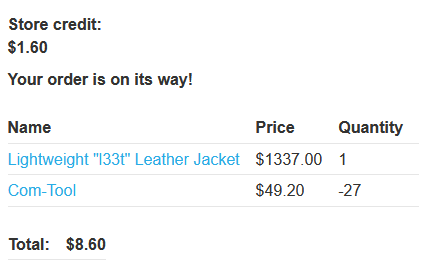 Store credit:
$1.60
Your order is on its way!
Name Price Quantity
Lightweight "l33t" Leather Jacket $1337.00 1
Com-Tool $49.20 -27
Total: $8.60